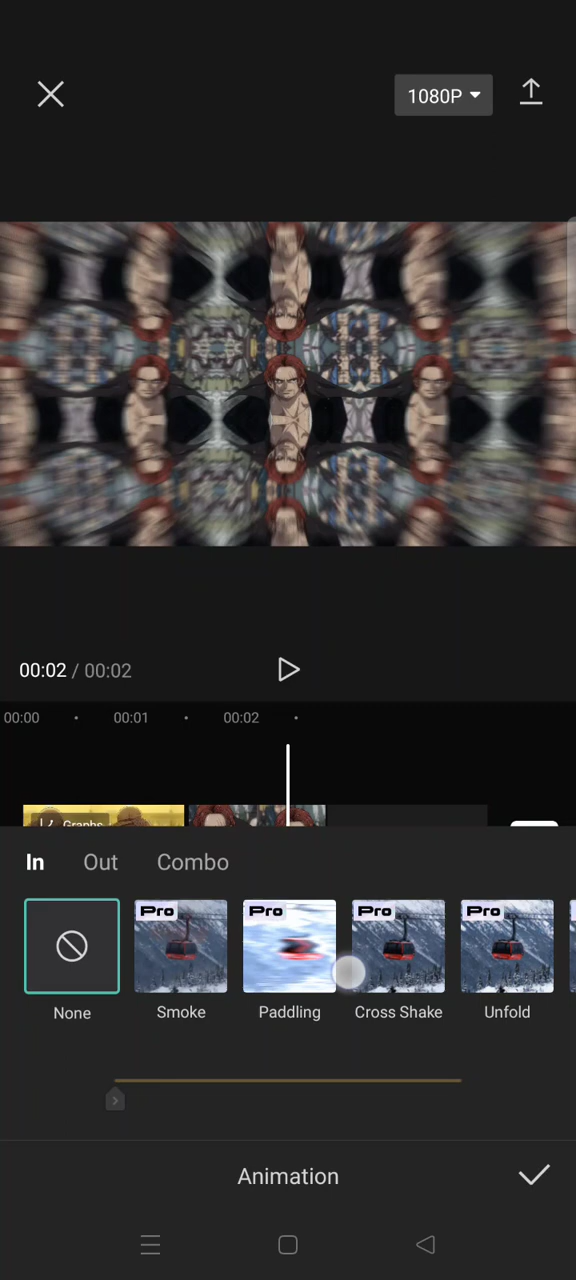 1080P
00:02 / 00:02
00:00 00:01 00:02
Graphs
In Out Combo
Pro Pro Pro Pro
None Smoke Paddling Cross Shake Unfold
Animation